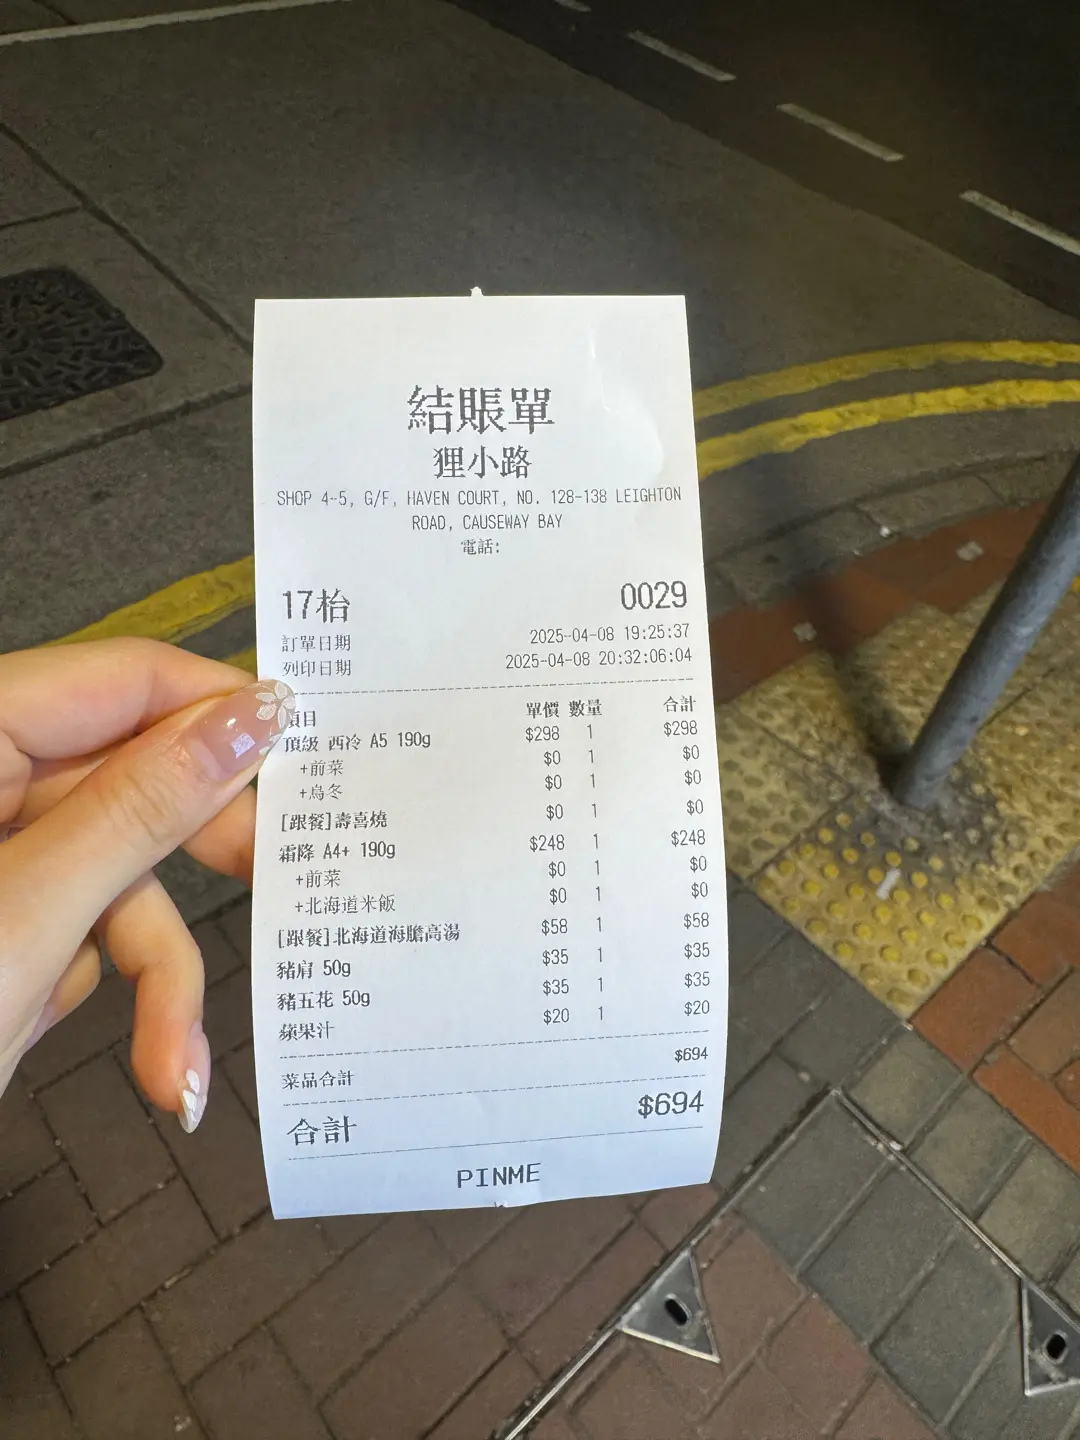 結賬單
狸小路
SHOP 4-5, G/F, HAVEN COURT, NO. 128-138 LEIGHTON
ROAD, CAUSEWAY BAY
電話:
17枱 0029
訂單日期 2025-04-08 19:25:37
列印日期 2025-04-08 20:32:06:04
項目 單價 數量 合計
頂級 西冷 A5 190g $298 1 $298
+前菜 $0 1 $0
+烏冬 $0 1 $0
[跟餐]壽喜燒 $0 1 $0
霜降 A4+ 190g $248 1 $248
+前菜 $0 1 $0
+北海道米飯 $0 1 $0
[跟餐]北海道海膽高湯 $58 1 $58
豬肩 50g $35 1 $35
豬五花 50g $35 1 $35
蘋果汁 $20 1 $20
菜品合計 $694
合計 $694
PINME